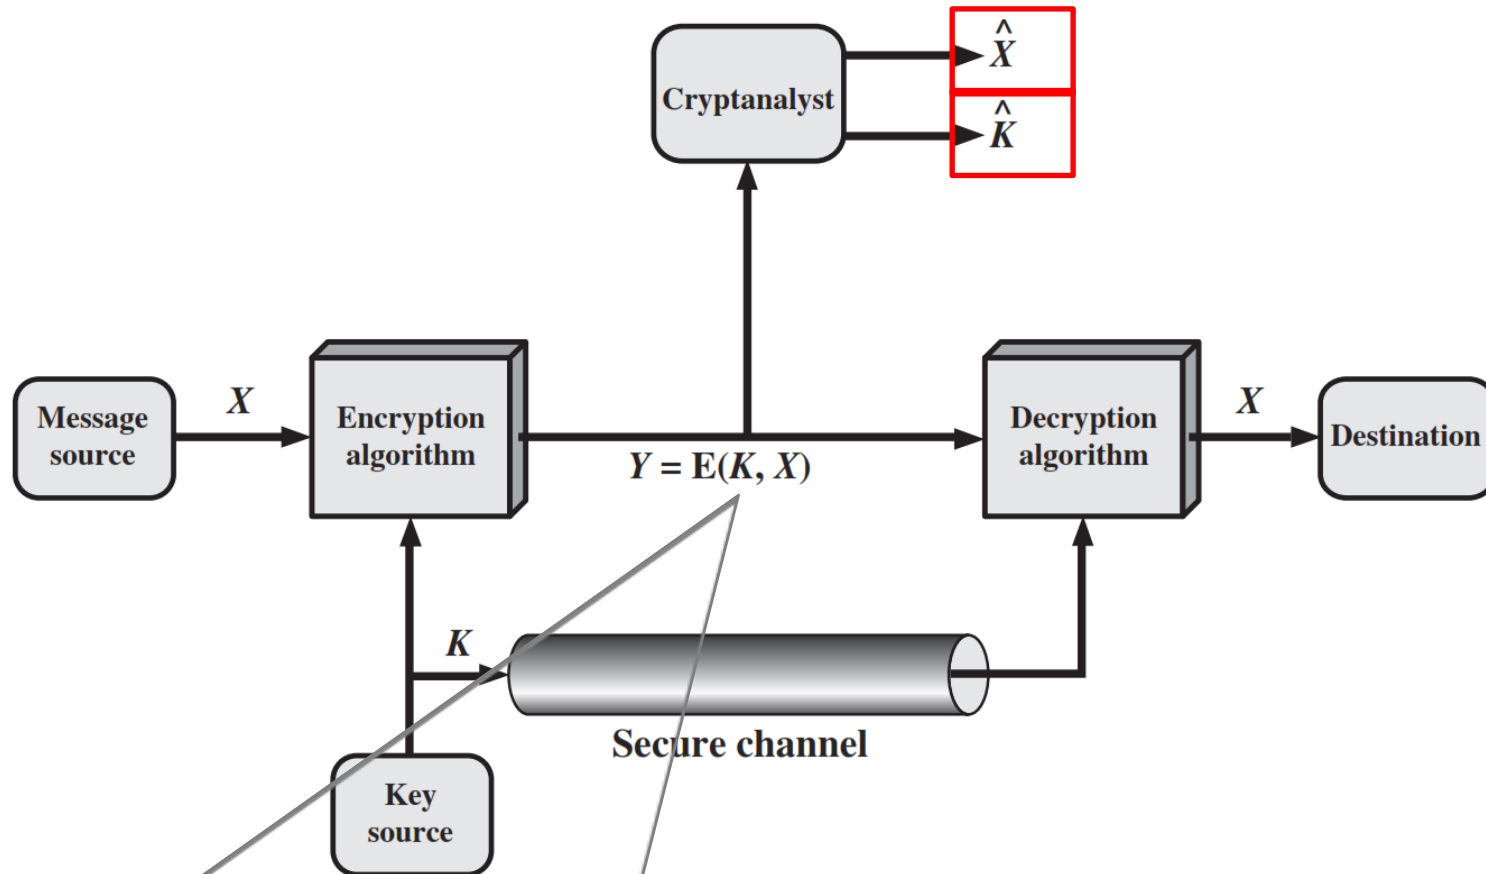 X̂
Cryptanalyst
K̂
Message
source
X
Encryption
algorithm
Y = E(K, X)
Decryption
algorithm
X
Destination
K
Secure channel
Key
source